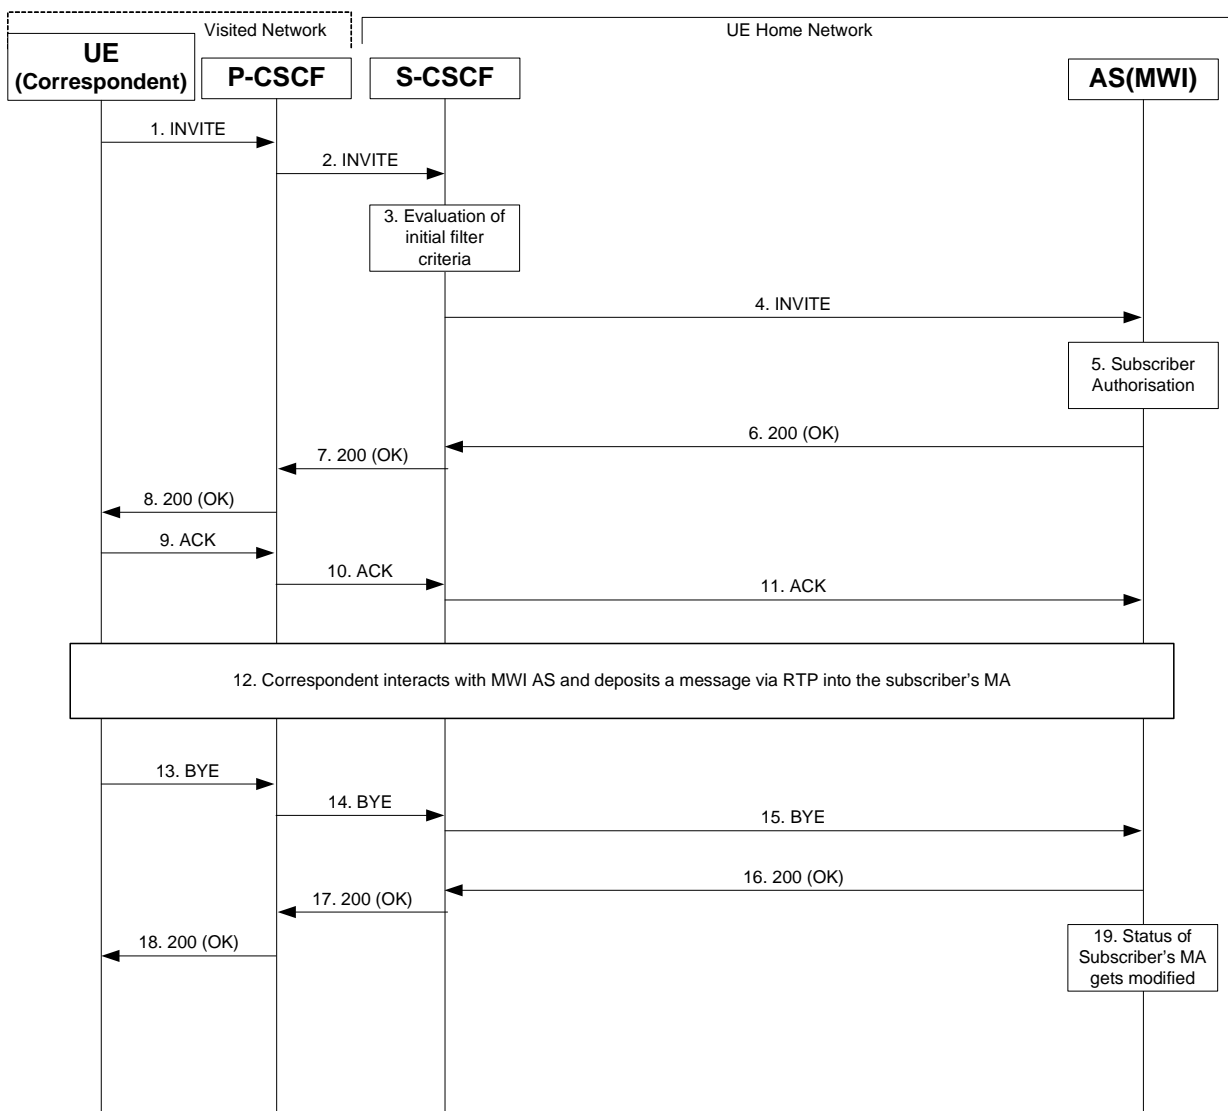 Visited Network
UE Home Network
UE
(Correspondent)
P-CSCF
S-CSCF
AS(MWI)
1. INVITE
2. INVITE
3. Evaluation of
initial filter
criteria
4. INVITE
5. Subscriber
Authorisation
6. 200 (OK)
7. 200 (OK)
8. 200 (OK)
9. ACK
10. ACK
11. ACK
12. Correspondent interacts with MWI AS and deposits a message via RTP into the subscriber’s MA
13. BYE
14. BYE
15. BYE
16. 200 (OK)
17. 200 (OK)
18. 200 (OK)
19. Status of
Subscriber’s MA
gets modified